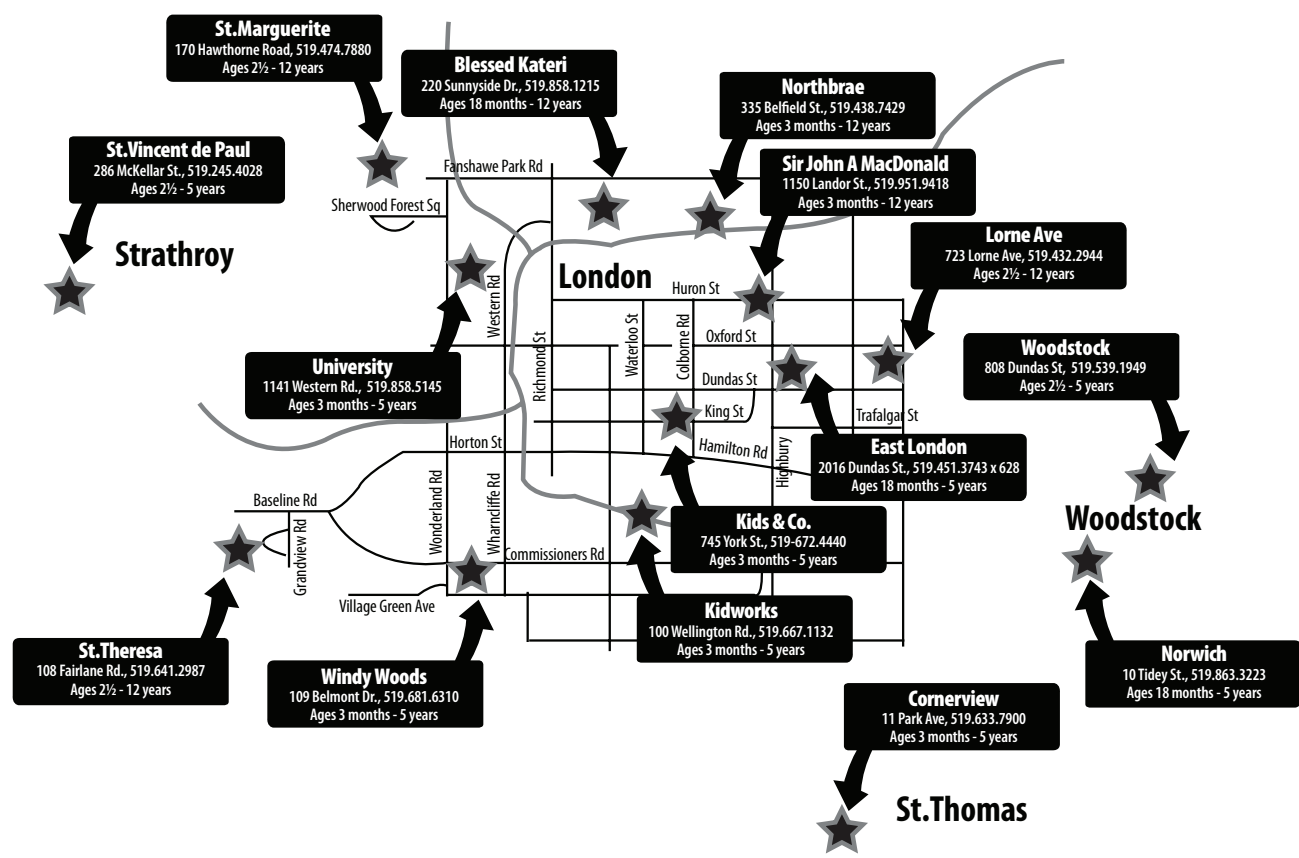 St.Marguerite
170 Hawthorne Road, 519.474.7880
Ages 2½ - 12 years
Blessed Kateri
220 Sunnyside Dr., 519.858.1215
Ages 18 months - 12 years
Northbrae
335 Belfield St., 519.438.7429
Ages 3 months - 12 years
St.Vincent de Paul
286 McKellar St., 519.245.4028
Ages 2½ - 5 years
Sir John A MacDonald
1150 Landor St., 519.951.9418
Ages 3 months - 12 years
Fanshawe Park Rd
Sherwood Forest Sq
Strathroy
Lorne Ave
723 Lorne Ave, 519.432.2944
Ages 2½ - 12 years
London
Western Rd
Huron St
Richmond St
Waterloo St
Colborne Rd
Oxford St
Woodstock
808 Dundas St, 519.539.1949
Ages 2½ - 5 years
University
1141 Western Rd., 519.858.5145
Ages 3 months - 5 years
Dundas St
King St
Trafalgar St
Horton St
Hamilton Rd
Highbury
East London
2016 Dundas St., 519.451.3743 x 628
Ages 18 months - 5 years
Baseline Rd
Grandview Rd
Wonderland Rd
Wharncliffe Rd
Commissioners Rd
Kids & Co.
745 York St., 519-672.4440
Ages 3 months - 5 years
Woodstock
Village Green Ave
Kidworks
100 Wellington Rd., 519.667.1132
Ages 3 months - 5 years
St.Theresa
108 Fairlane Rd., 519.641.2987
Ages 2½ - 12 years
Windy Woods
109 Belmont Dr., 519.681.6310
Ages 3 months - 5 years
Norwich
10 Tidey St., 519.863.3223
Ages 18 months - 5 years
Cornerview
11 Park Ave, 519.633.7900
Ages 3 months - 5 years
St.Thomas